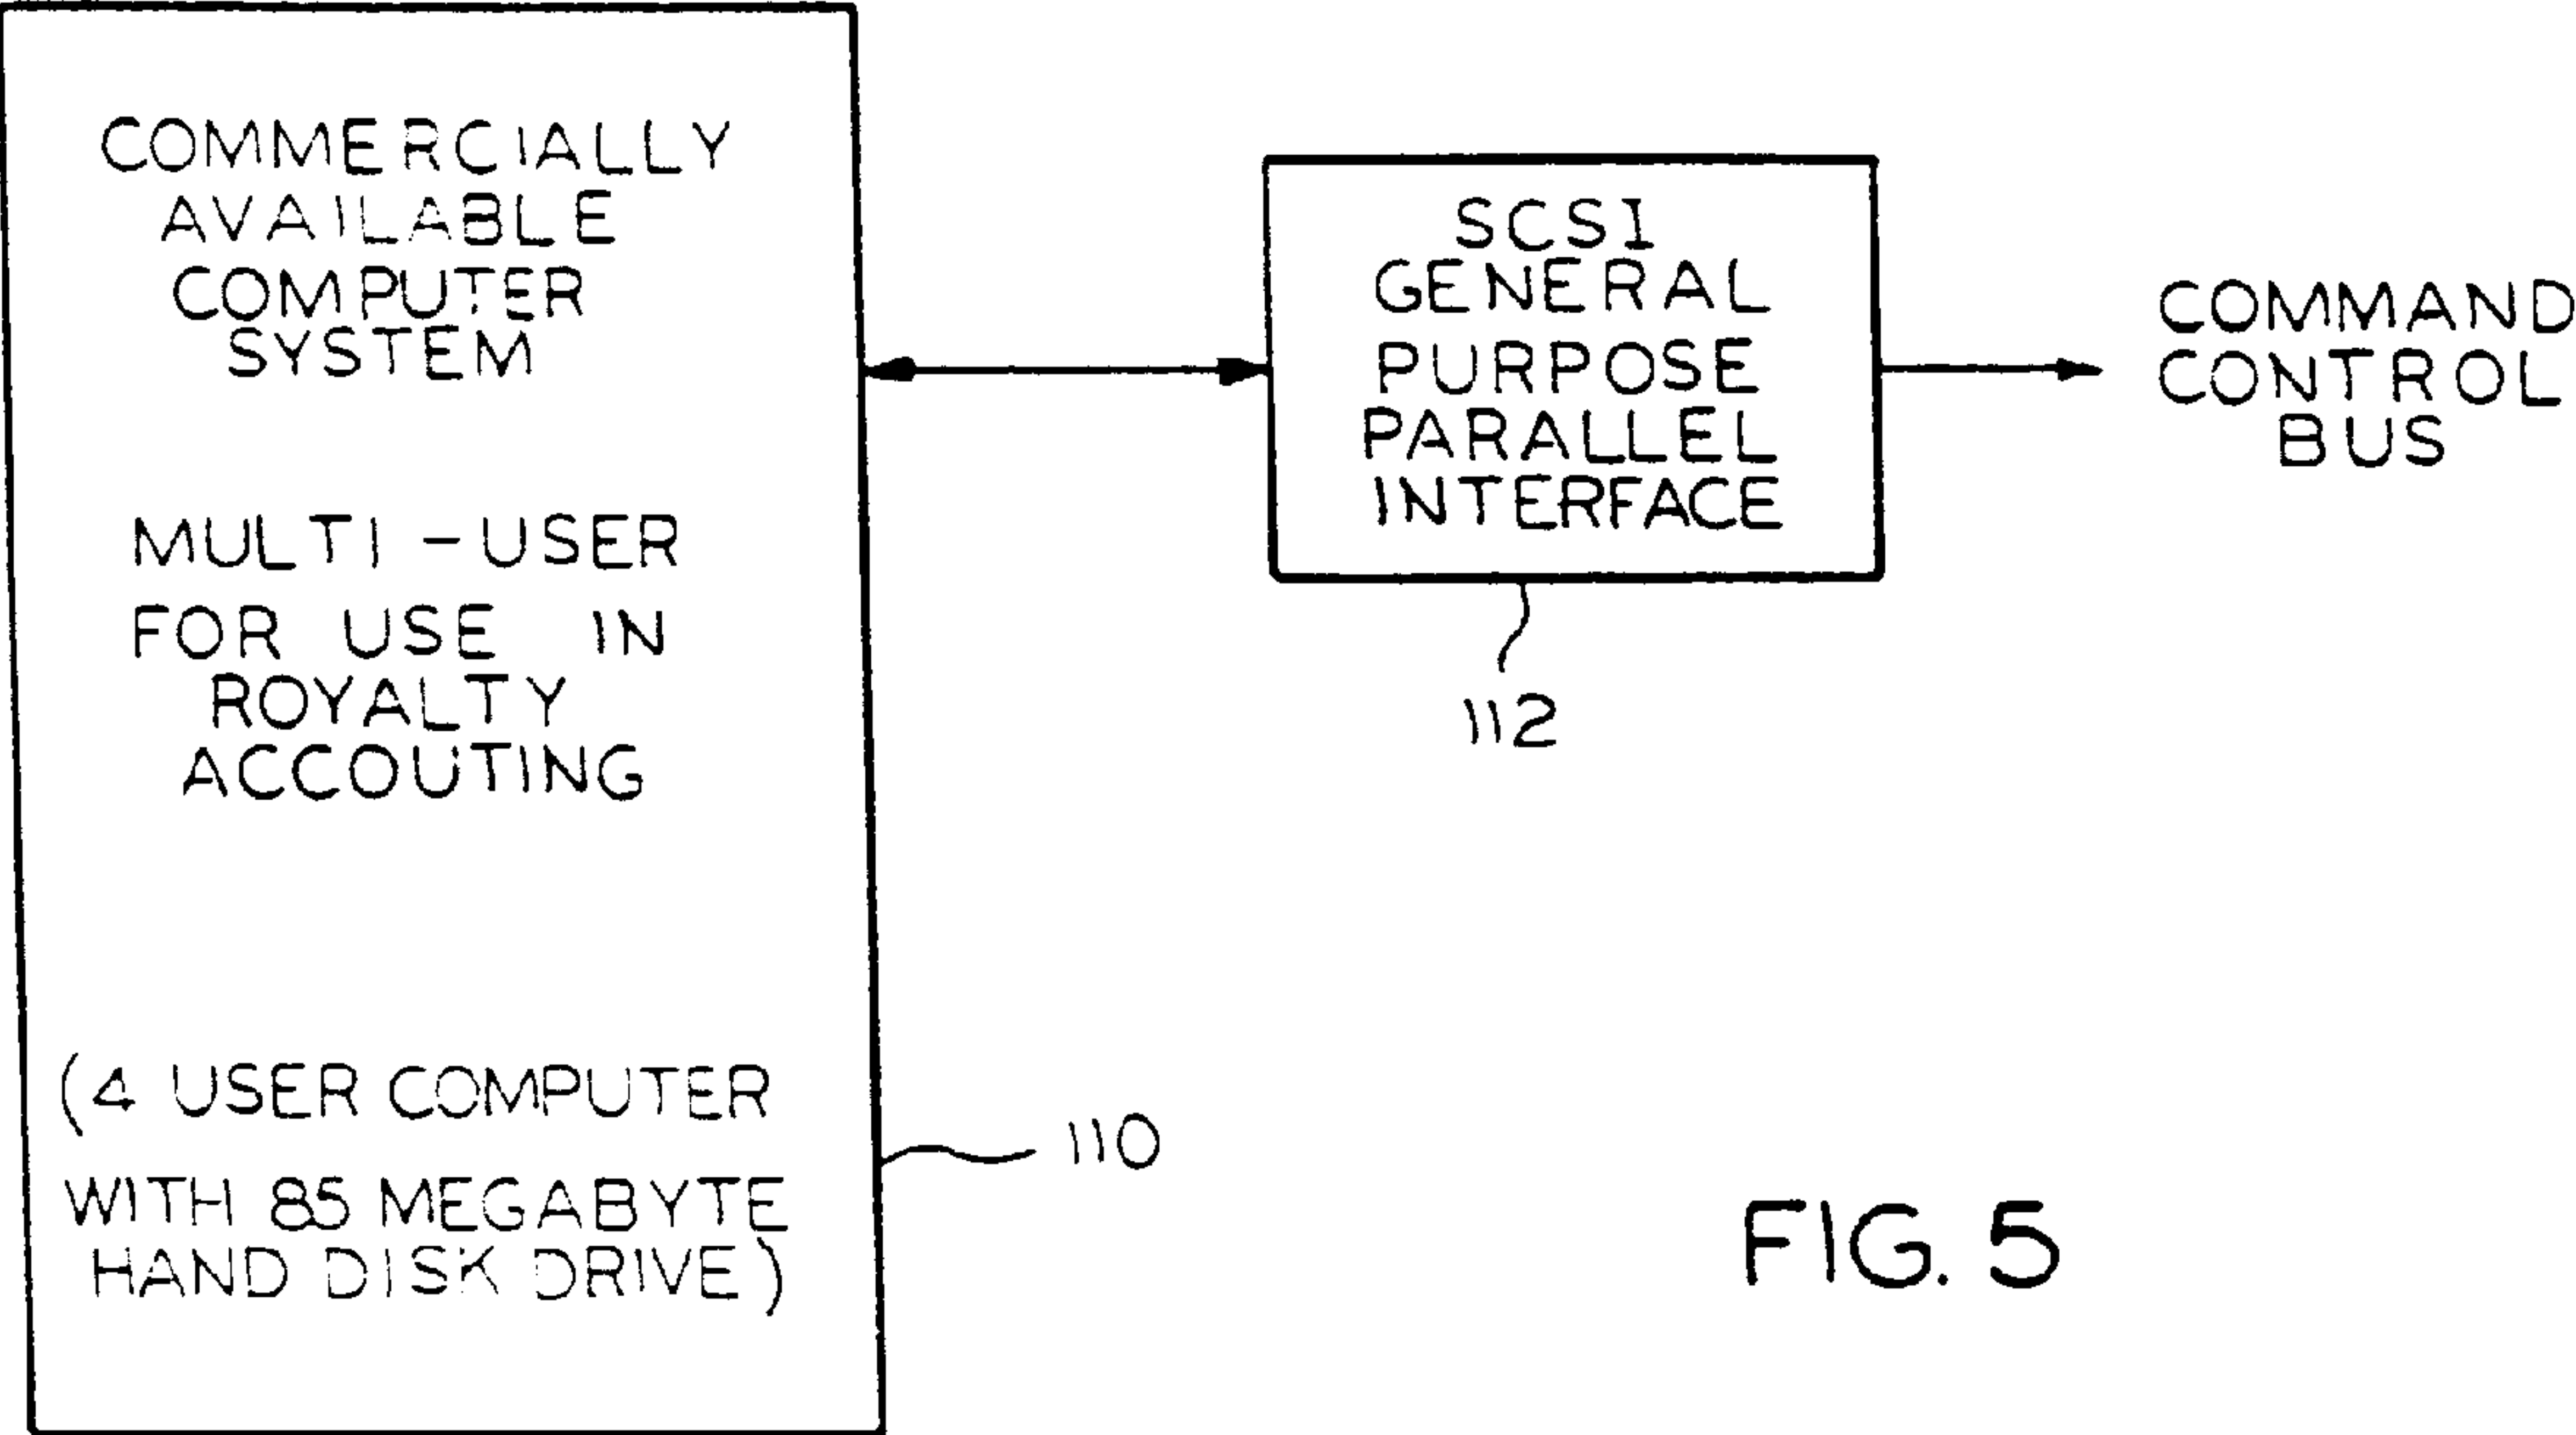 COMMERCIALLY
AVAILABLE
COMPUTER
SYSTEM
MULTI-USER
FOR USE IN
ROYALTY
ACCOUTING
(4 USER COMPUTER
WITH 85 MEGABYTE
HAND DISK DRIVE)
110
SCSI
GENERAL
PURPOSE
PARALLEL
INTERFACE
112
COMMAND
CONTROL
BUS
FIG. 5